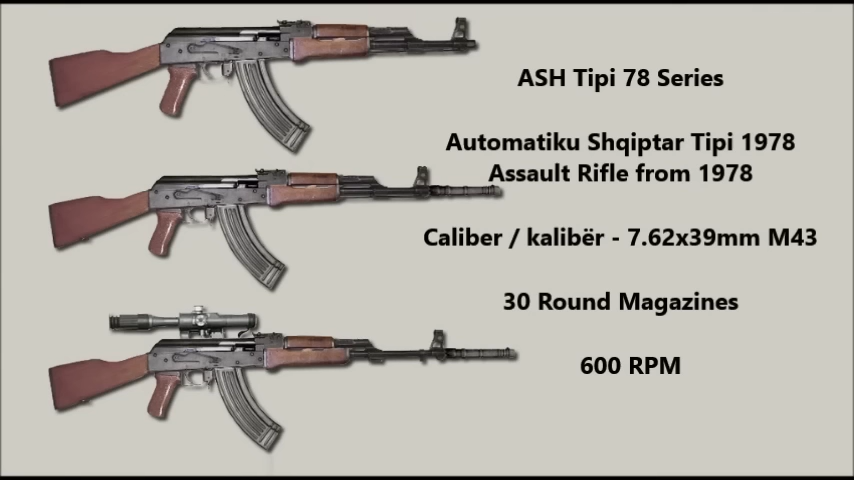 ASH Tipi 78 Series
Automatiku Shqiptar Tipi 1978
Assault Rifle from 1978
Caliber / kalibër - 7.62x39mm M43
30 Round Magazines
600 RPM